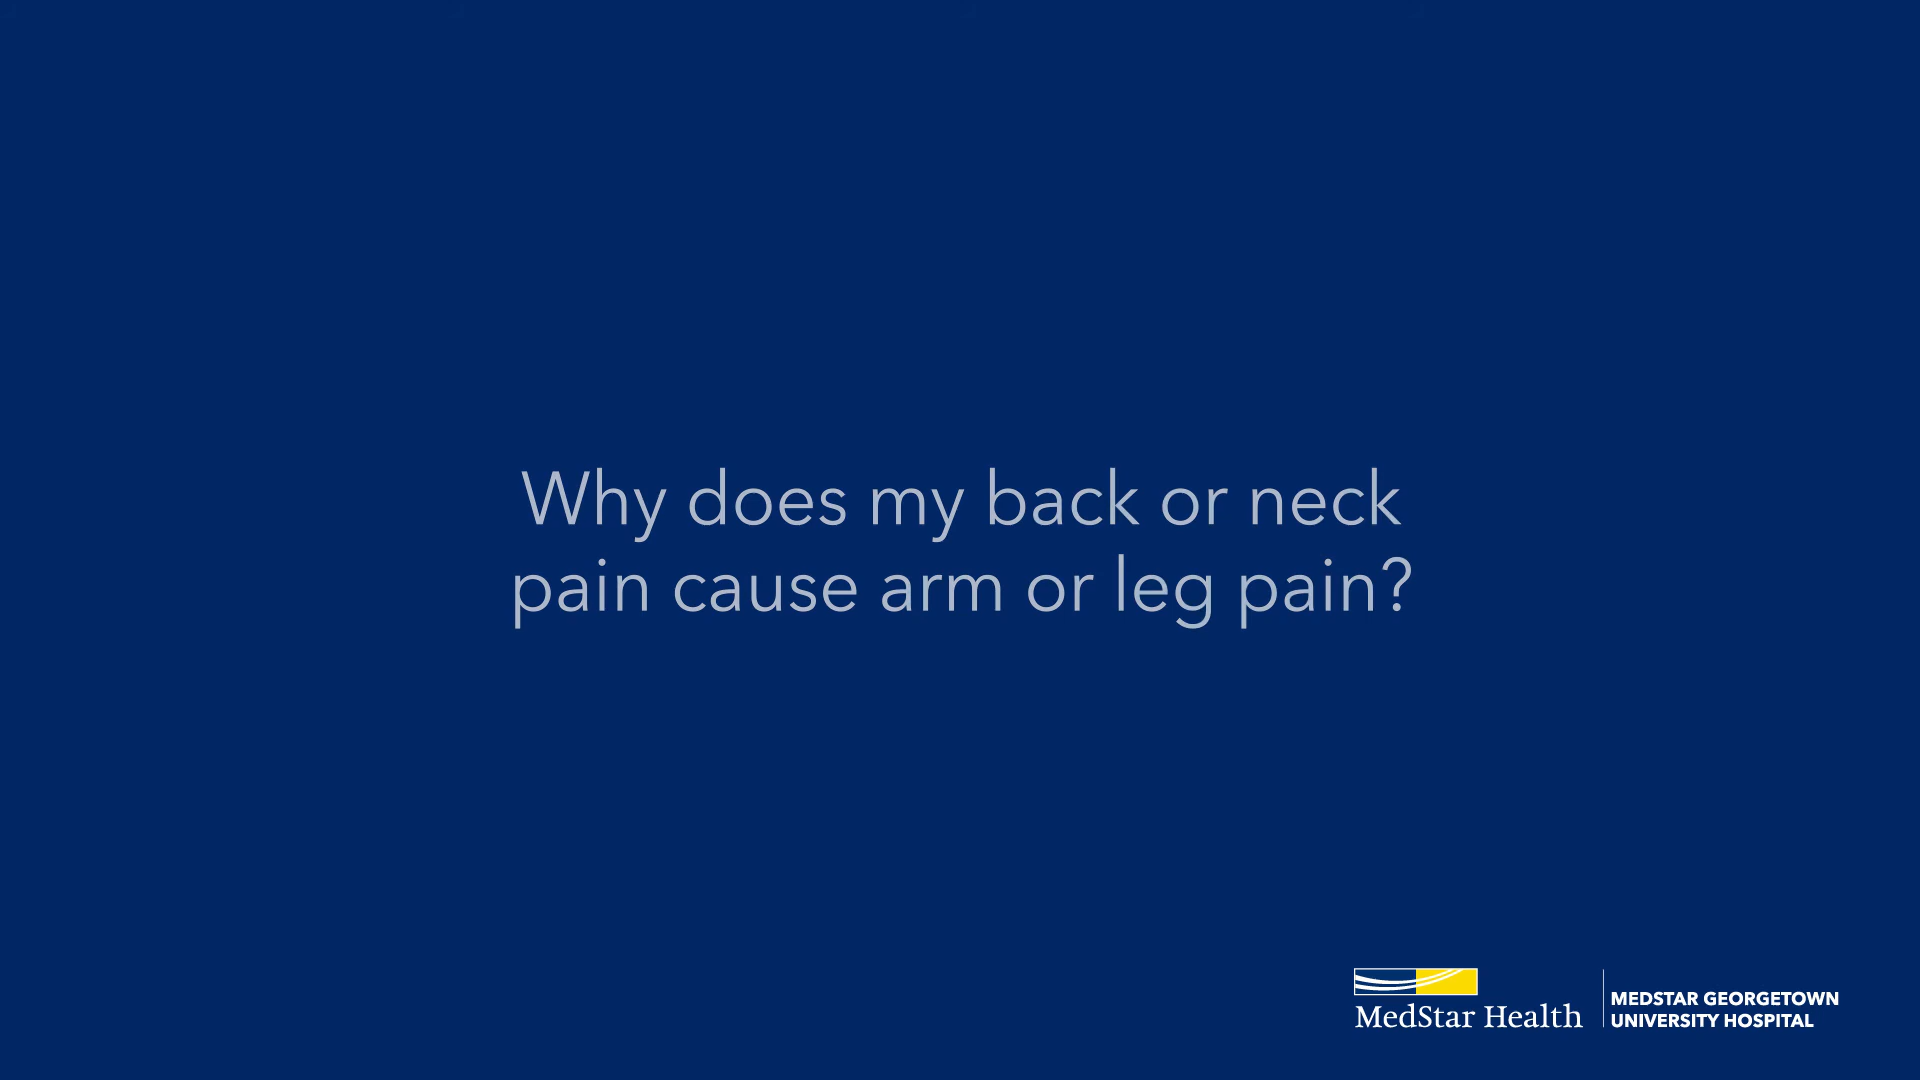 Why does my back or neck
pain cause arm or leg pain?
MedStar Health
MEDSTAR GEORGETOWN
UNIVERSITY HOSPITAL